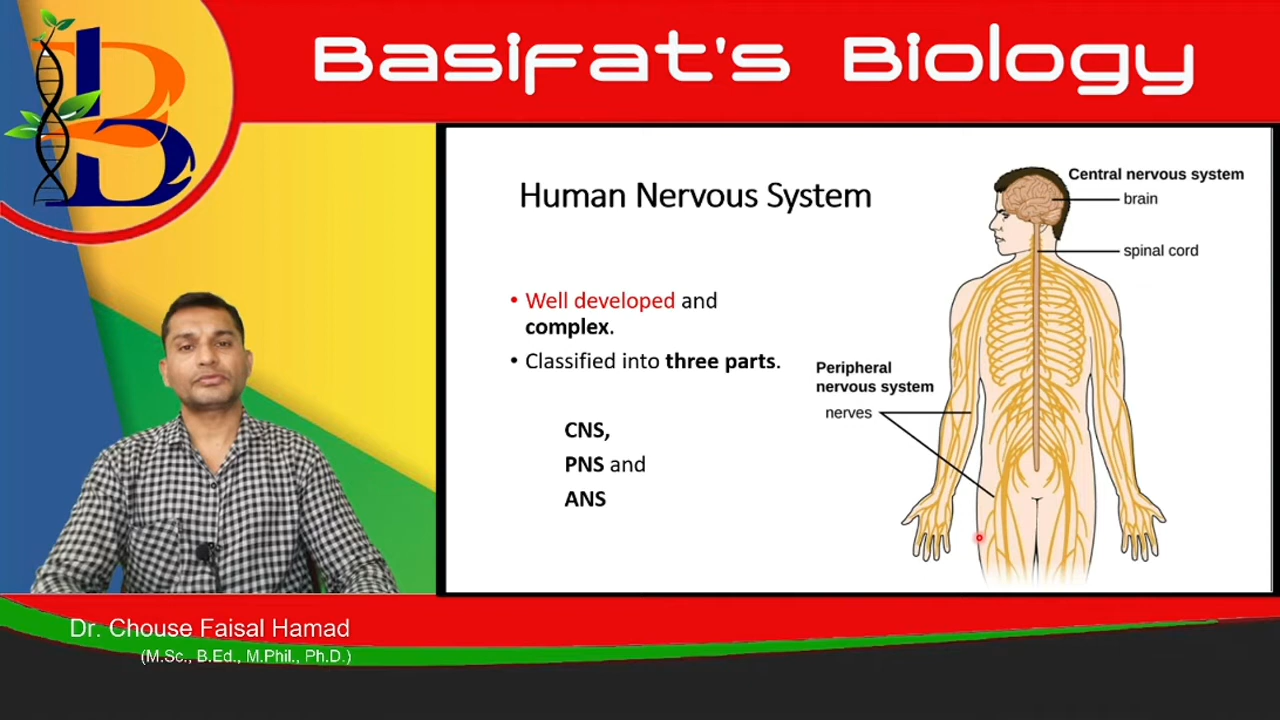 Basifat's Biology
Human Nervous System
• Well developed and
complex.
• Classified into three parts.
CNS,
PNS and
ANS
Central nervous system
brain
spinal cord
Peripheral
nervous system
nerves
Dr. Chouse Faisal Hamad
(M.Sc., B.Ed., M.Phil., Ph.D.)